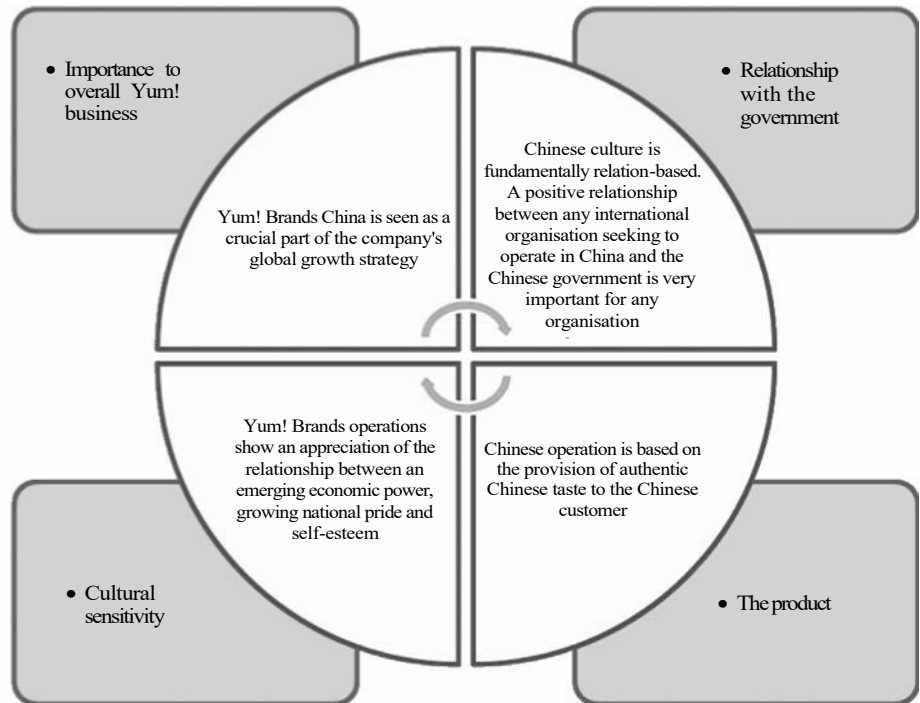 • Importance to
overall Yum!
business
• Relationship
with the
government
Yum! Brands China is seen as a
crucial part of the company's
global growth strategy
Chinese culture is
fundamentally relation-based.
A positive relationship
between any international
organisation seeking to
operate in China and the
Chinese government is very
important for any
organisation
Yum! Brands operations
show an appreciation of the
relationship between an
emerging economic power,
growing national pride and
self-esteem
Chinese operation is based on
the provision of authentic
Chinese taste to the Chinese
customer
• Cultural
sensitivity
• The product